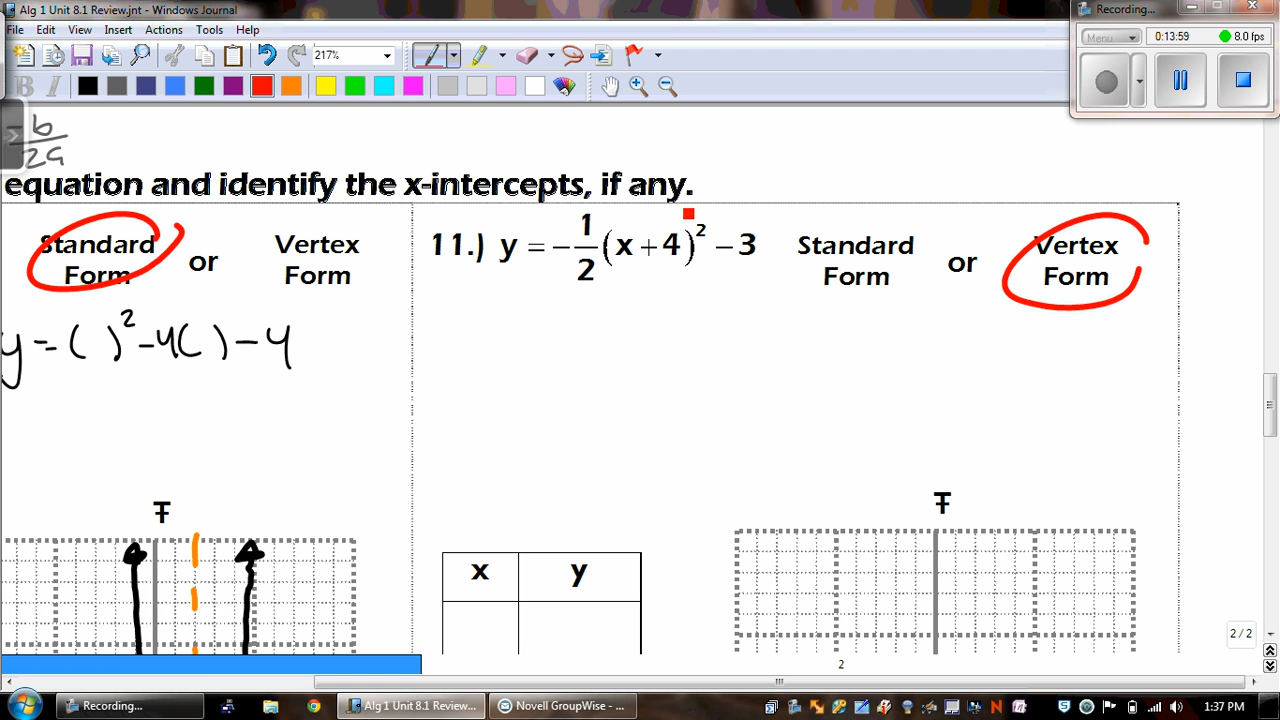 Alg 1 Unit 8.1 Review.jnt - Windows Journal
File Edit View Insert Actions Tools Help
217%
B I
Recording...
Menu
0:13:59
8.0 fps
-b
2a
equation and identify the x-intercepts, if any.
Standard Form or Vertex Form
y = ( )² - 4( ) - 4
11.) y = -1/2(x + 4)² - 3 Standard Form or Vertex Form
x y
2
2 / 2
Recording...
Alg 1 Unit 8.1 Revie...
Novell GroupWise - ...
1:37 PM